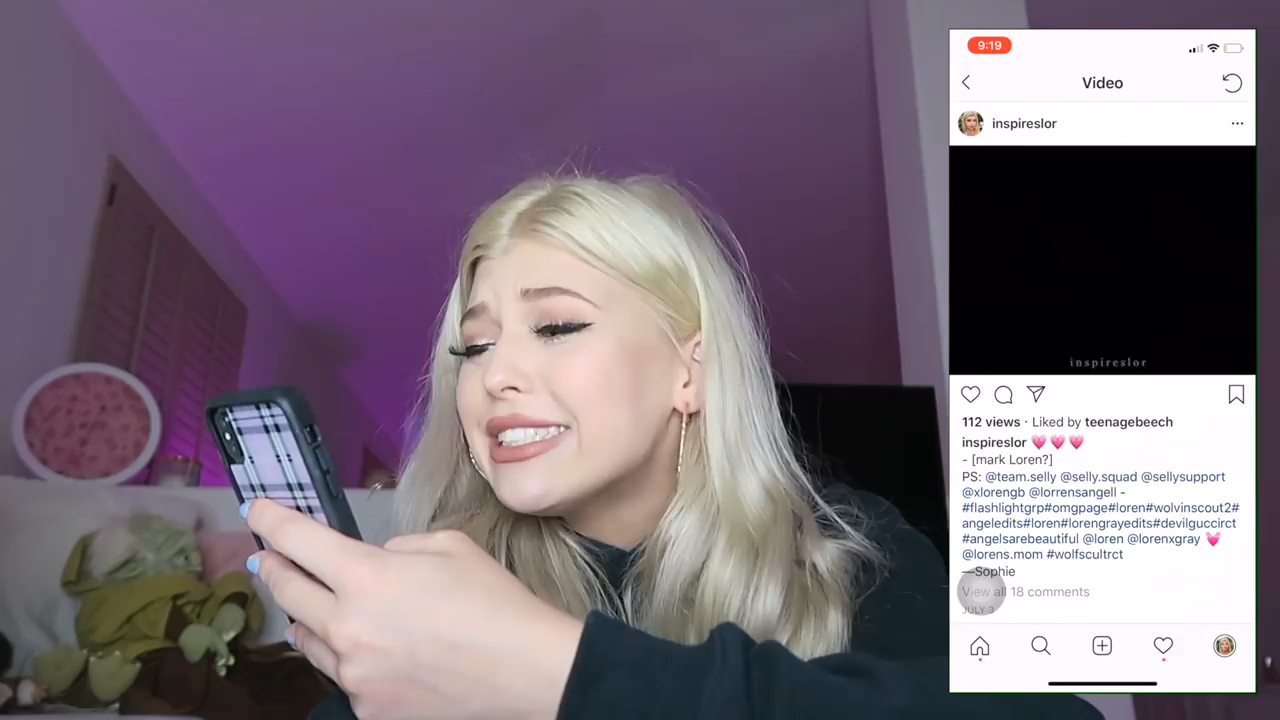 9:19
Video
inspireslor
inspireslor
112 views · Liked by teenagebeech
inspireslor 💗💗💗
- [mark Loren?]
PS: @team.selly @selly.squad @sellysupport
@xlorengb @lorrensangell -
#flashlightgrp#omgpage#loren#wolvinscout2#
angeledits#loren#lorengrayedits#devilguccirct
#angelsarebeautiful @loren @lorenxgray 💓
@lorens.mom #wolfscultrct
—Sophie
View all 18 comments
JULY 3